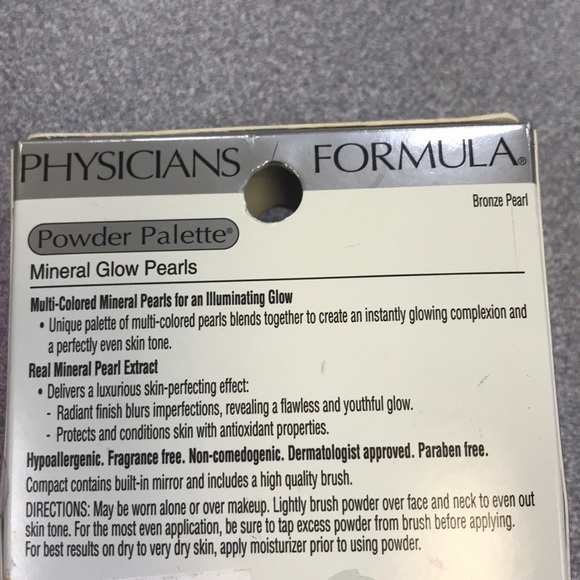 PHYSICIANS FORMULA®
Bronze Pearl
Powder Palette®
Mineral Glow Pearls
Multi-Colored Mineral Pearls for an Illuminating Glow
• Unique palette of multi-colored pearls blends together to create an instantly glowing complexion and
a perfectly even skin tone.
Real Mineral Pearl Extract
• Delivers a luxurious skin-perfecting effect:
- Radiant finish blurs imperfections, revealing a flawless and youthful glow.
- Protects and conditions skin with antioxidant properties.
Hypoallergenic. Fragrance free. Non-comedogenic. Dermatologist approved. Paraben free.
Compact contains built-in mirror and includes a high quality brush.
DIRECTIONS: May be worn alone or over makeup. Lightly brush powder over face and neck to even out
skin tone. For the most even application, be sure to tap excess powder from brush before applying.
For best results on dry to very dry skin, apply moisturizer prior to using powder.